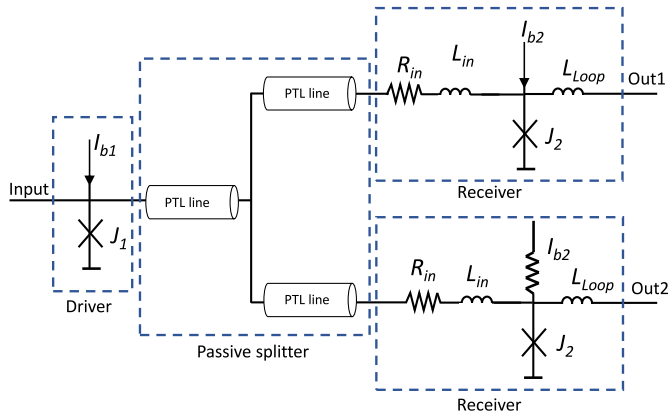 I_b2
R_in
L_in
L_Loop
Out1
PTL line
J_2
Receiver
I_b1
Input
PTL line
J_1
Driver
I_b2
R_in
L_in
L_Loop
Out2
PTL line
J_2
Passive splitter
Receiver